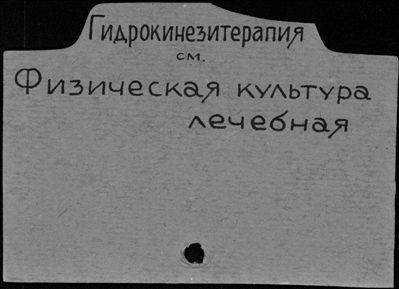 Гидрокинезитерапия
см.
Физическая культура
лечебная